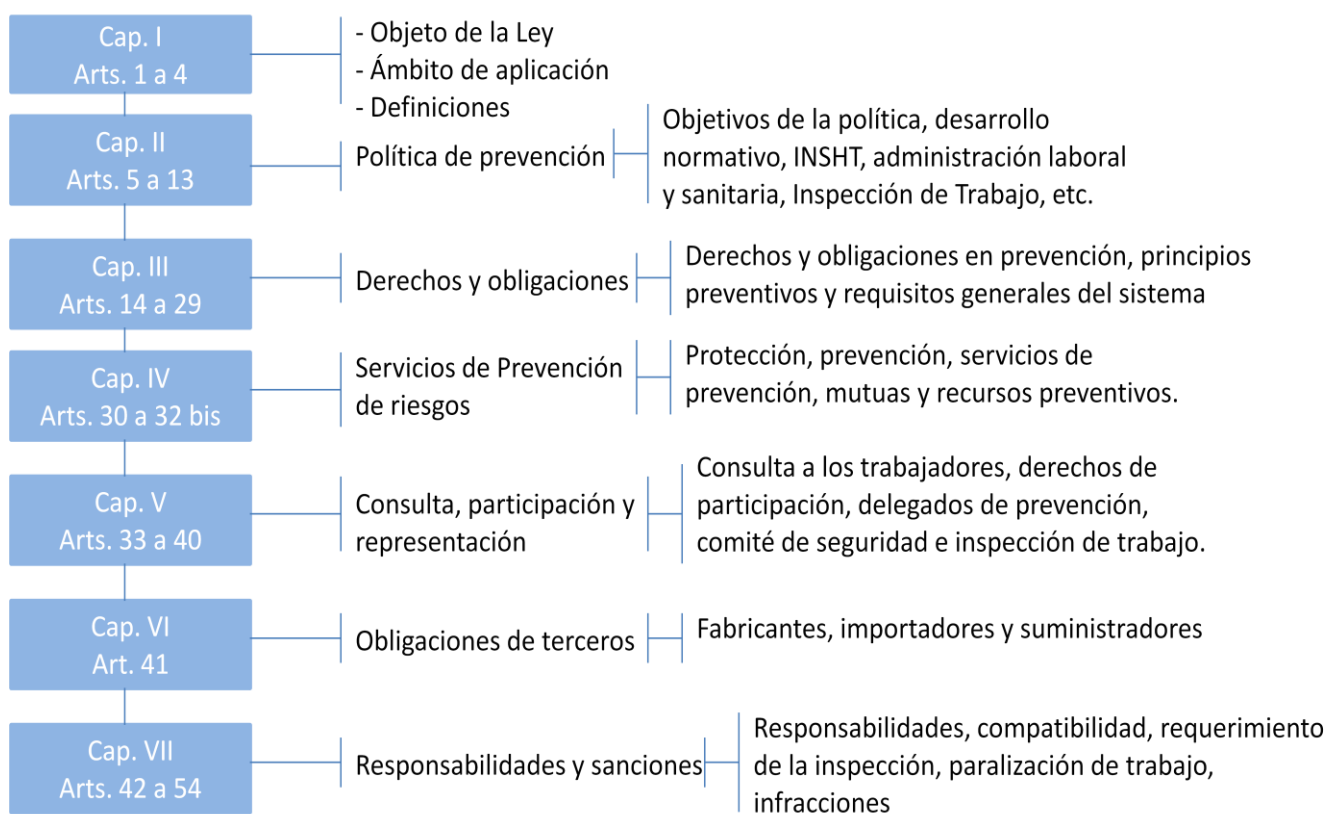 Cap. I
Arts. 1 a 4
- Objeto de la Ley
- Ámbito de aplicación
- Definiciones
Cap. II
Arts. 5 a 13
Política de prevención
Objetivos de la política, desarrollo
normativo, INSHT, administración laboral
y sanitaria, Inspección de Trabajo, etc.
Cap. III
Arts. 14 a 29
Derechos y obligaciones
Derechos y obligaciones en prevención, principios
preventivos y requisitos generales del sistema
Cap. IV
Arts. 30 a 32 bis
Servicios de Prevención
de riesgos
Protección, prevención, servicios de
prevención, mutuas y recursos preventivos.
Cap. V
Arts. 33 a 40
Consulta, participación y
representación
Consulta a los trabajadores, derechos de
participación, delegados de prevención,
comité de seguridad e inspección de trabajo.
Cap. VI
Art. 41
Obligaciones de terceros
Fabricantes, importadores y suministradores
Cap. VII
Arts. 42 a 54
Responsabilidades y sanciones
Responsabilidades, compatibilidad, requerimiento
de la inspección, paralización de trabajo,
infracciones